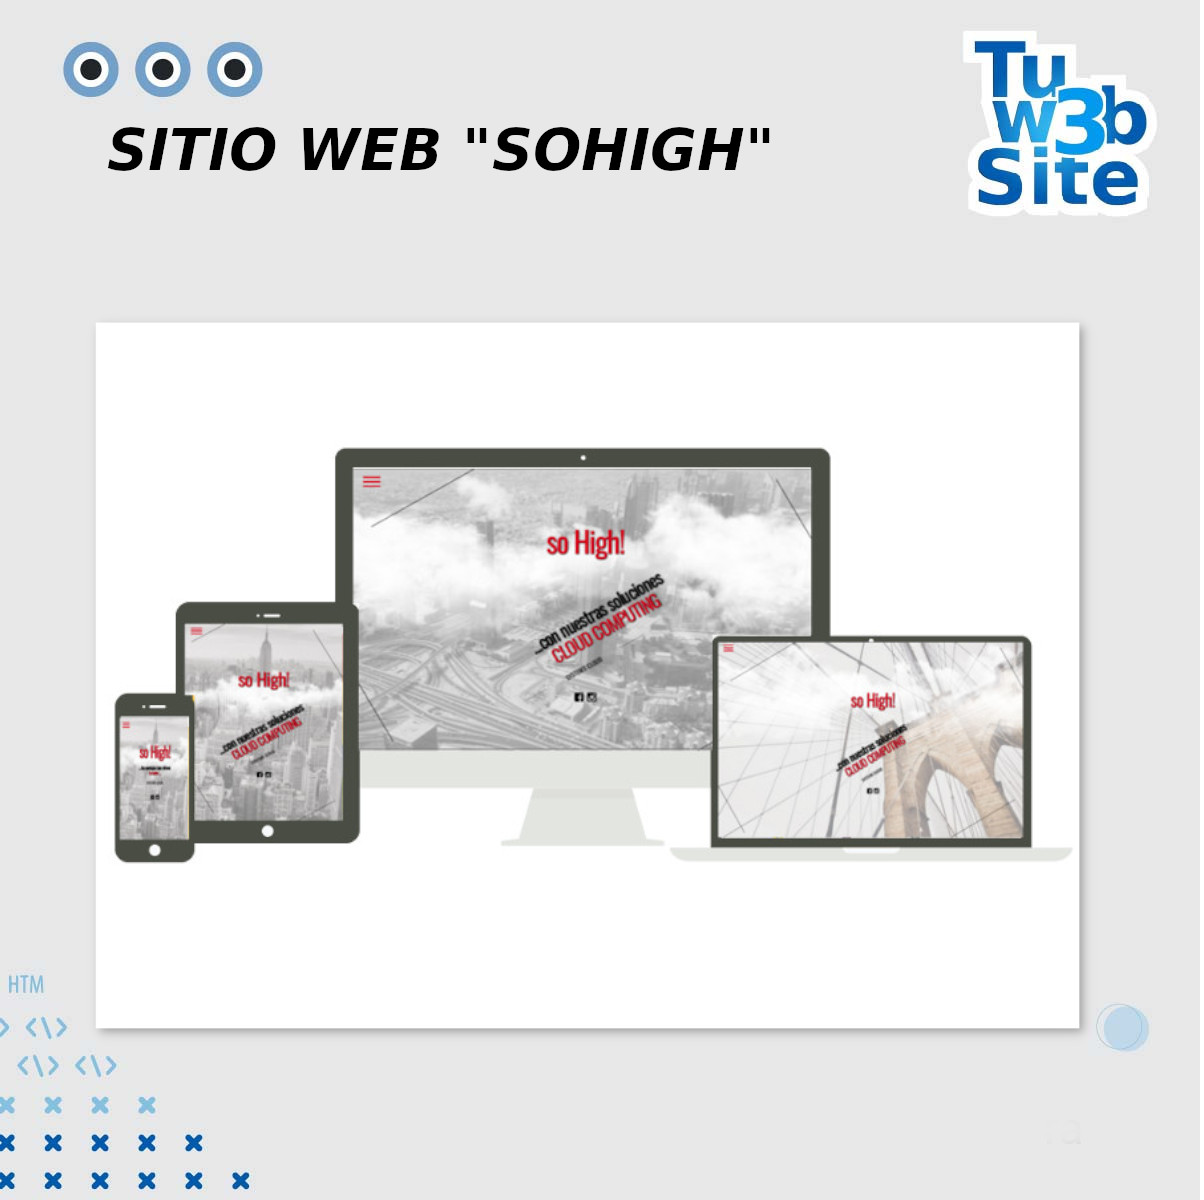 SITIO WEB "SOHIGH"
Tu
w3b
Site
so High!
...con nuestras soluciones
CLOUD COMPUTING
so High!
...con nuestras soluciones
CLOUD COMPUTING
so High!
...con nuestras soluciones
CLOUD COMPUTING
so High!
HTM